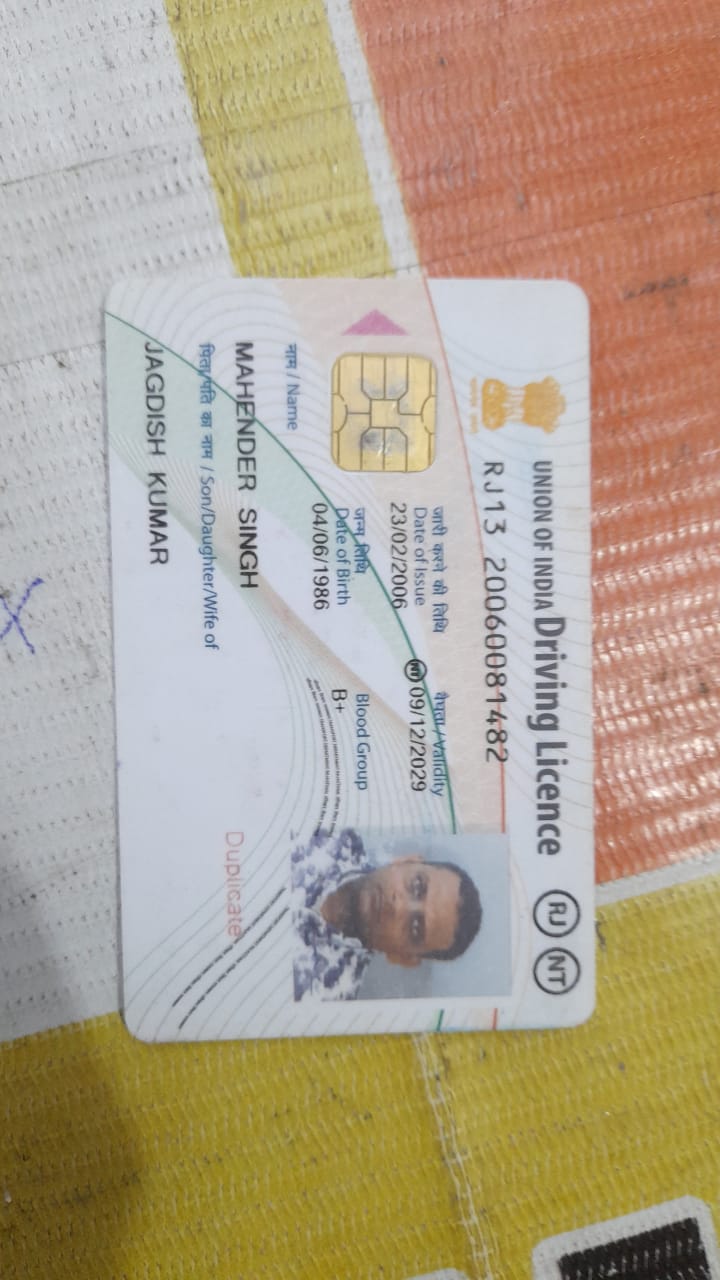 UNION OF INDIA Driving Licence RJ NT
RJ13 20060081482
जारी करने की तिथि वैधता / Validity
Date of Issue
23/02/2006 NT 09/12/2029
जन्म तिथि Blood Group
Date of Birth B+
04/06/1986
नाम / Name
MAHENDER SINGH
Duplicate
पिता/पति का नाम / Son/Daughter/Wife of
JAGDISH KUMAR